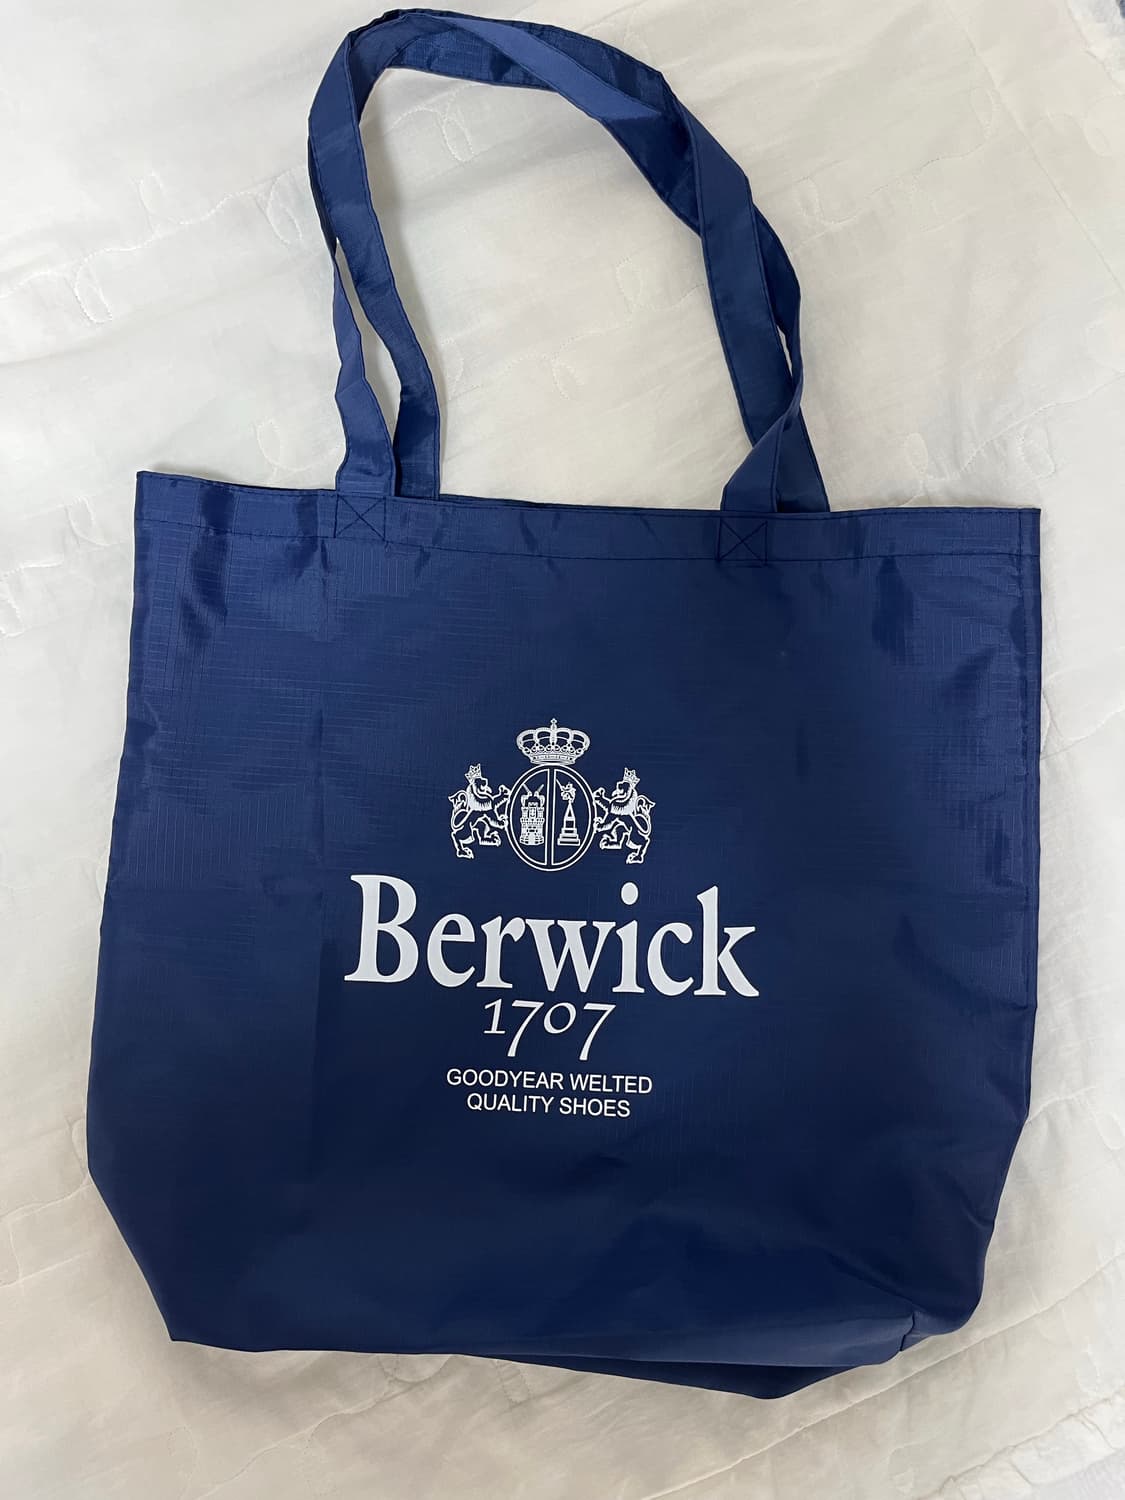 Berwick
1707
GOODYEAR WELTED
QUALITY SHOES